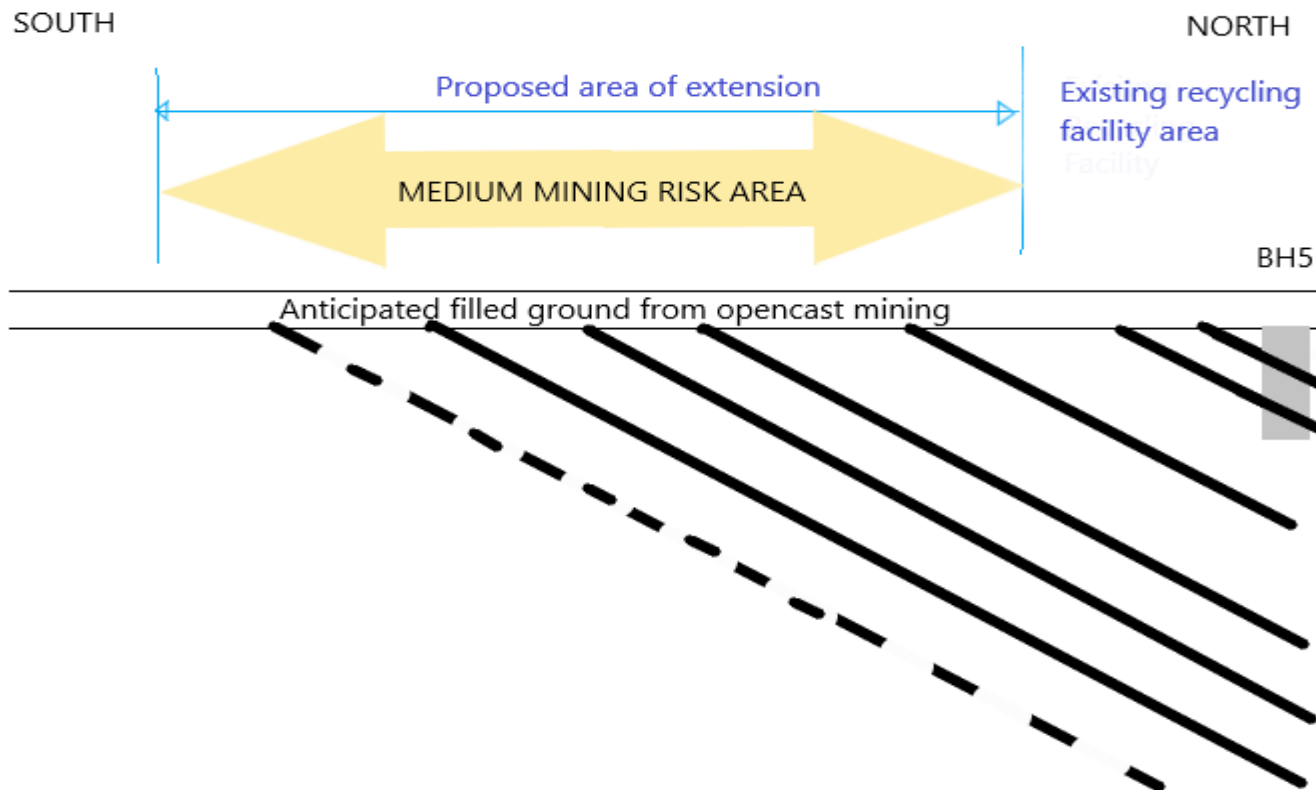 SOUTH
NORTH
Proposed area of extension
Existing recycling
facility area
Facility
MEDIUM MINING RISK AREA
BH5
Anticipated filled ground from opencast mining